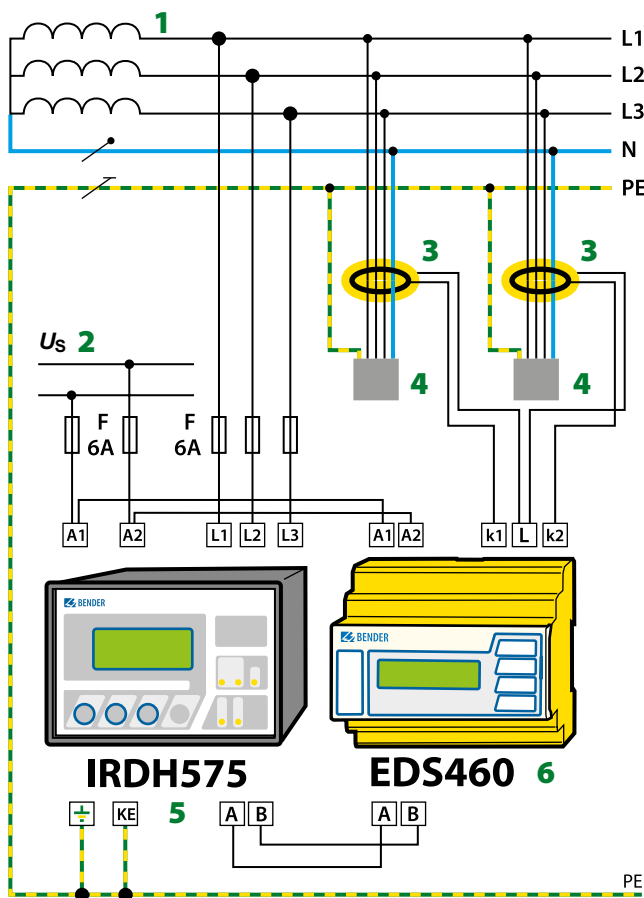 1
L1
L2
L3
N
PE
3
3
Us 2
4
4
F
6A
F
6A
A1
A2
L1
L2
L3
A1
A2
k1
L
k2
BENDER
BENDER
IRDH575
EDS460
6
KE
5
A
B
A
B
PE